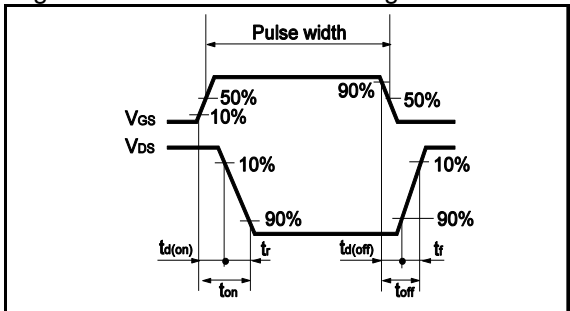 Pulse width
90%
50%
50%
VGS
10%
VDS
10%
10%
90%
90%
td(on)
tr
td(off)
tf
ton
toff